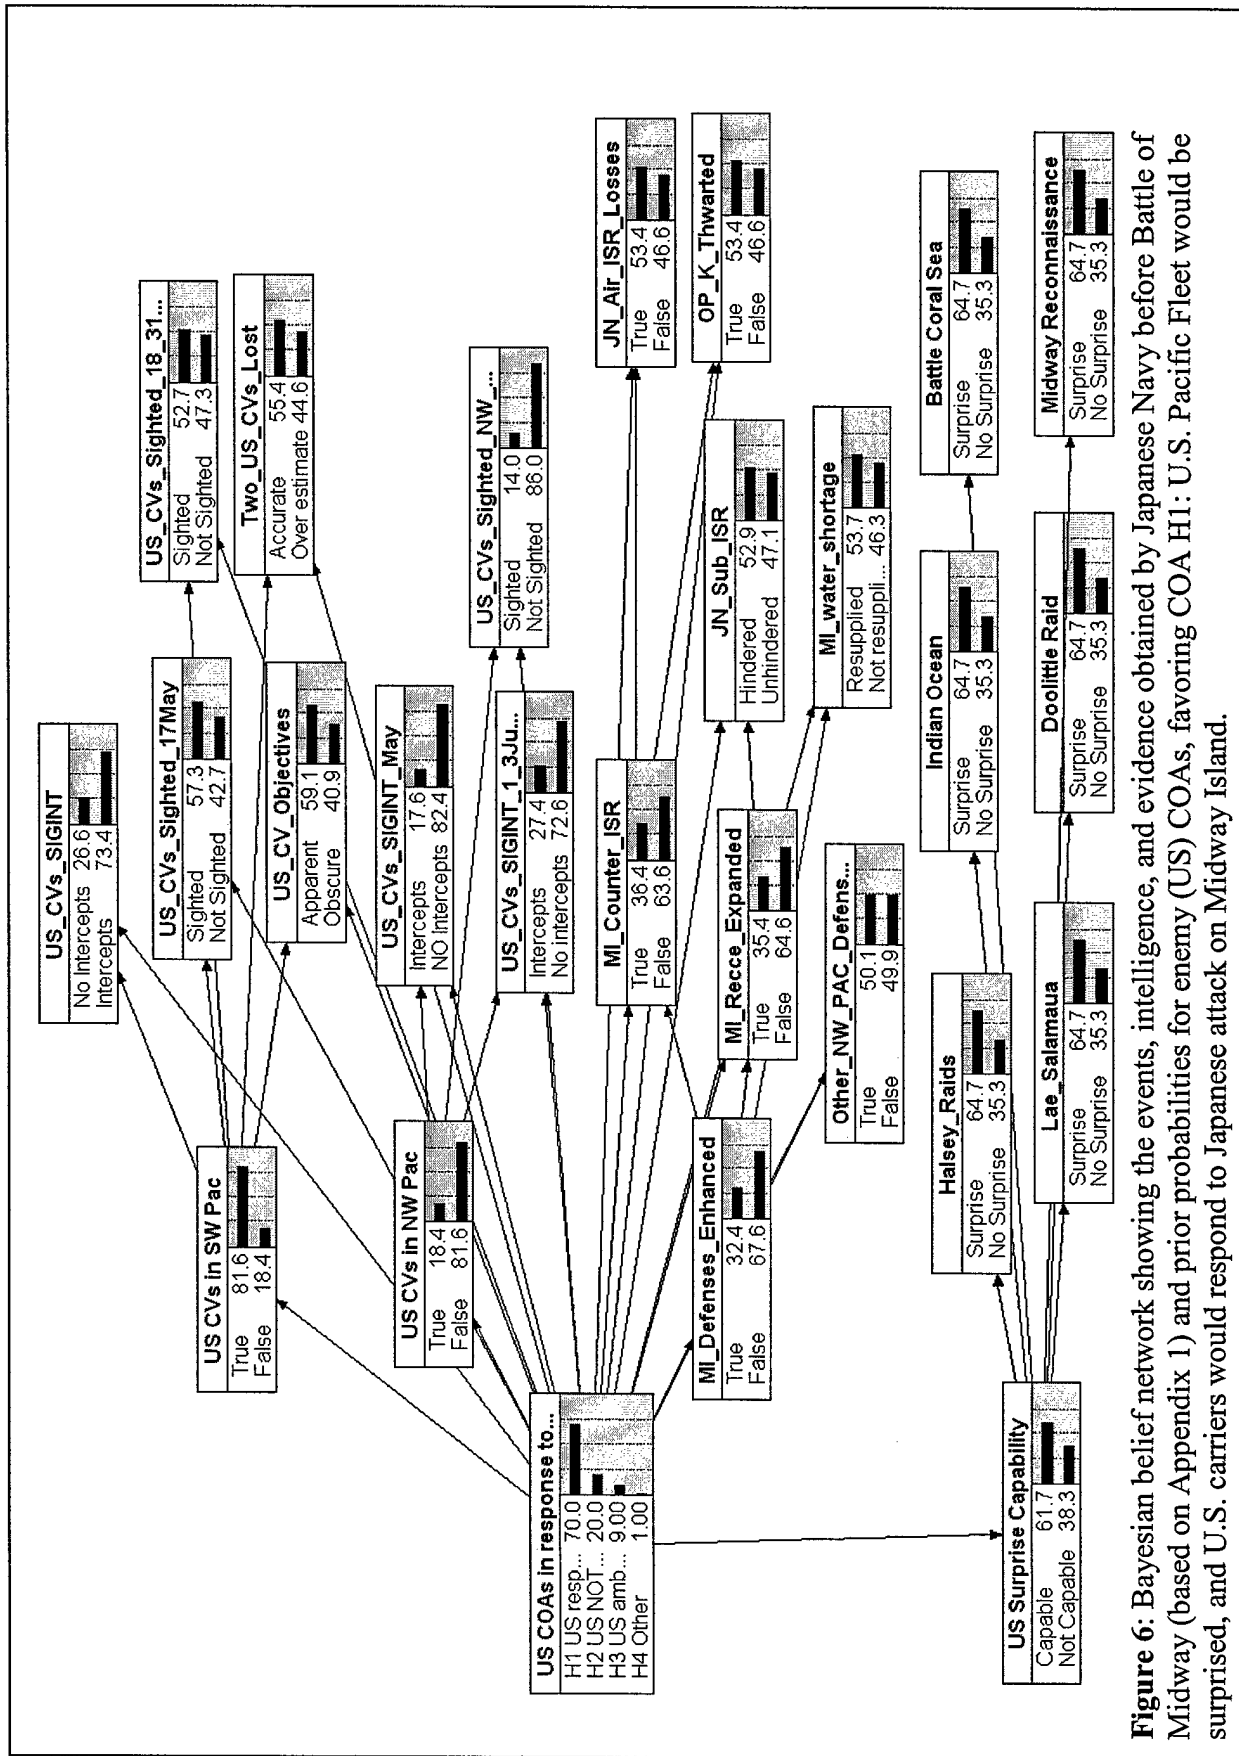 US_CVs_SIGINT
No Intercepts 26.6
Intercepts 73.4
US_CVs_Sighted_17May
Sighted 57.3
Not Sighted 42.7
US_CVs_Sighted_18_31...
Sighted 52.7
Not Sighted 47.3
US CVs in SW Pac
True 81.6
False 18.4
US_CV_Objectives
Apparent 59.1
Obscure 40.9
Two_US_CVs_Lost
Accurate 55.4
Over estimate 44.6
US_CVs_SIGINT_May
Intercepts 17.6
NO Intercepts 82.4
US CVs in NW Pac
True 18.4
False 81.6
US_CVs_SIGINT_1_3Ju...
Intercepts 27.4
No intercepts 72.6
US_CVs_Sighted_NW_...
Sighted 14.0
Not Sighted 86.0
US COAs in response to...
H1 US resp... 70.0
H2 US NOT... 20.0
H3 US amb... 9.00
H4 Other 1.00
MI_Counter_ISR
True 36.4
False 63.6
JN_Air_ISR_Losses
True 53.4
False 46.6
MI_Defenses_Enhanced
True 32.4
False 67.6
MI_Recce_Expanded
True 35.4
False 64.6
JN_Sub_ISR
Hindered 52.9
Unhindered 47.1
OP_K_Thwarted
True 53.4
False 46.6
Other_NW_PAC_Defens...
True 50.1
False 49.9
MI_water_shortage
Resupplied 53.7
Not resuppli... 46.3
Halsey_Raids
Surprise 64.7
No Surprise 35.3
Indian Ocean
Surprise 64.7
No Surprise 35.3
Battle Coral Sea
Surprise 64.7
No Surprise 35.3
US Surprise Capability
Capable 61.7
Not Capable 38.3
Lae_Salamaua
Surprise 64.7
No Surprise 35.3
Doolittle Raid
Surprise 64.7
No Surprise 35.3
Midway Reconnaissance
Surprise 64.7
No Surprise 35.3
Figure 6: Bayesian belief network showing the events, intelligence, and evidence obtained by Japanese Navy before Battle of
Midway (based on Appendix 1) and prior probabilities for enemy (US) COAs, favoring COA H1: U.S. Pacific Fleet would be
surprised, and U.S. carriers would respond to Japanese attack on Midway Island.